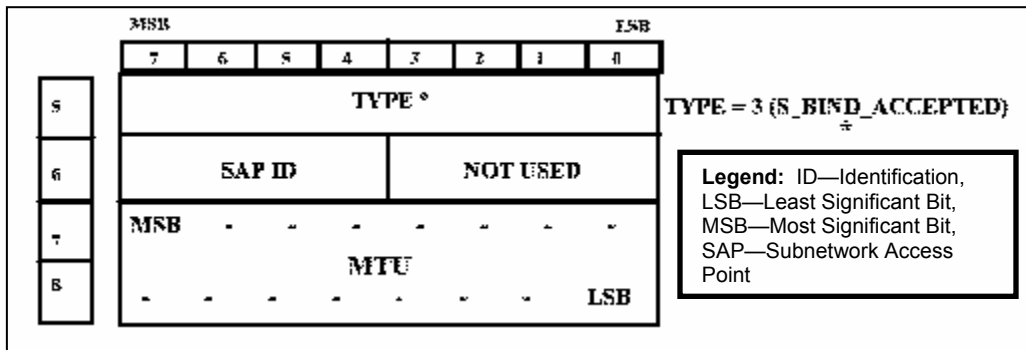 MSB LSB
7 6 5 4 3 2 1 0
5 TYPE * TYPE = 3 (S_BIND_ACCEPTED)
*
6 SAP ID NOT USED
7 MSB - - - - - - -
MTU
8 - - - - - - - LSB
Legend: ID—Identification,
LSB—Least Significant Bit,
MSB—Most Significant Bit,
SAP—Subnetwork Access
Point